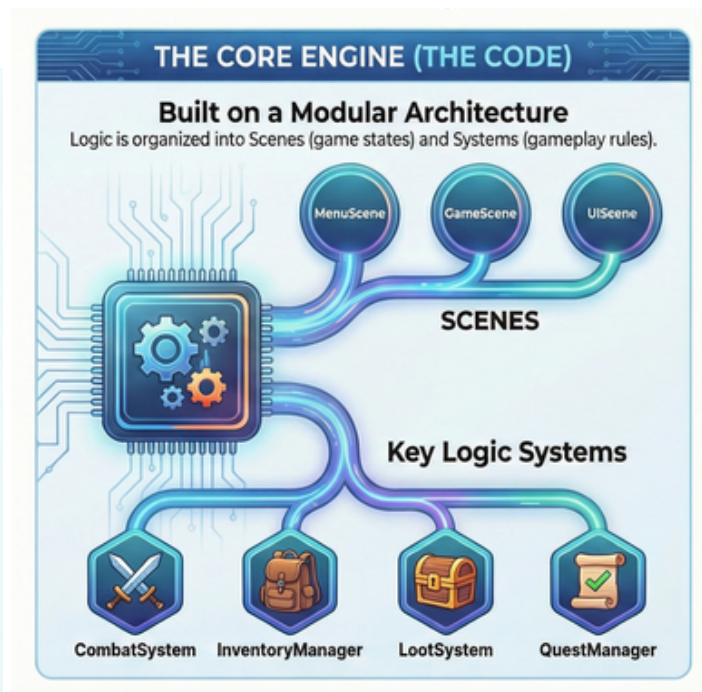 THE CORE ENGINE (THE CODE)
Built on a Modular Architecture
Logic is organized into Scenes (game states) and Systems (gameplay rules).
MenuScene
GameScene
UIScene
SCENES
Key Logic Systems
CombatSystem
InventoryManager
LootSystem
QuestManager